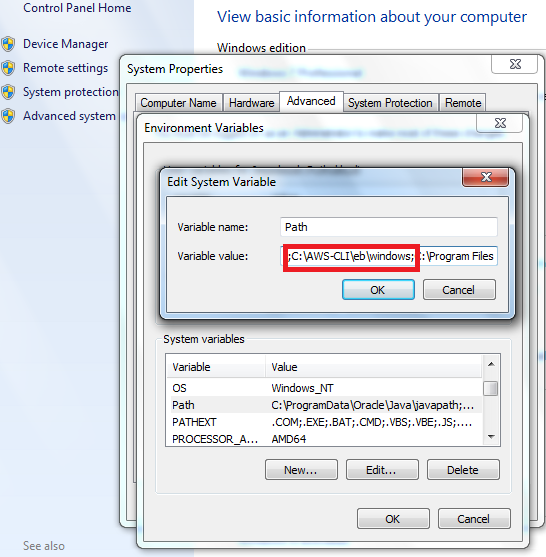 Control Panel Home
Device Manager
Remote settings
System protection
Advanced system
See also
View basic information about your computer
Windows edition
System Properties
Computer Name
Hardware
Advanced
System Protection
Remote
Environment Variables
Edit System Variable
Variable name:
Path
Variable value:
;C:\AWS-CLI\eb\windows;C:\Program Files
OK
Cancel
System variables
Variable
Value
OS
Windows_NT
Path
C:\ProgramData\Oracle\Java\javapath;...
PATHEXT
.COM;.EXE;.BAT;.CMD;.VBS;.VBE;.JS;....
PROCESSOR_A...
AMD64
New...
Edit...
Delete
OK
Cancel